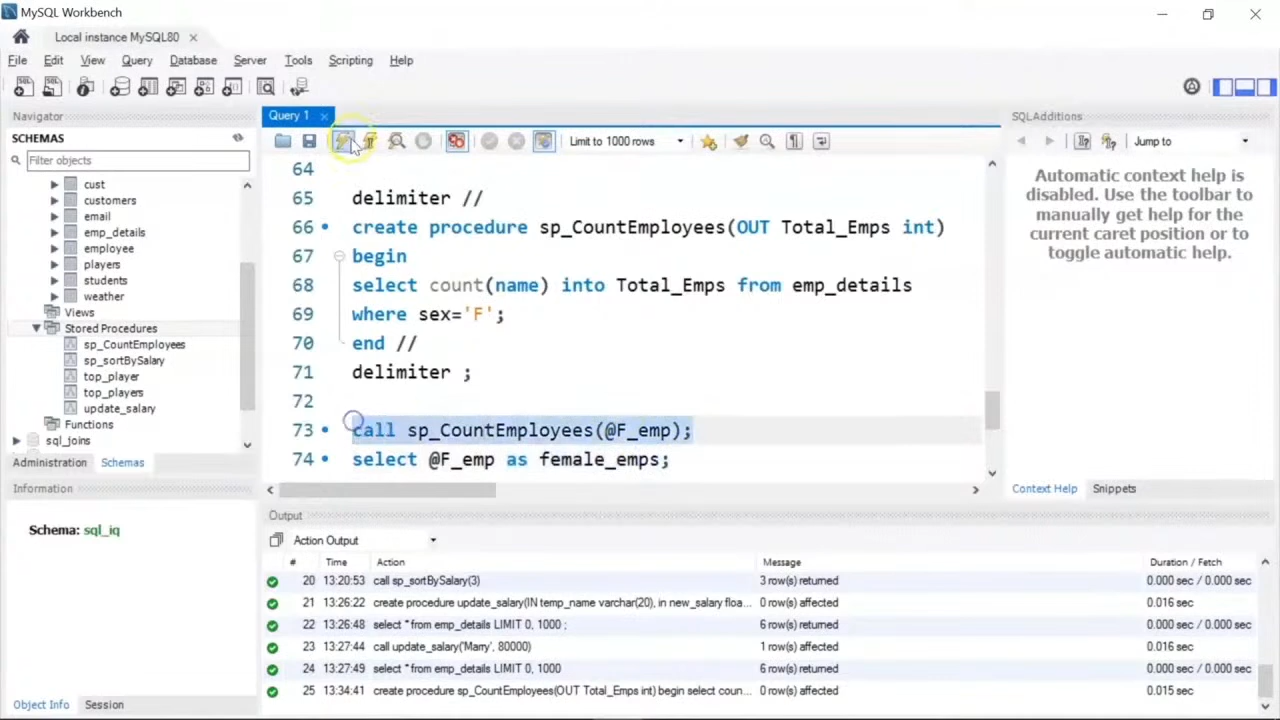 MySQL Workbench
Local instance MySQL80
File Edit View Query Database Server Tools Scripting Help
Navigator
SCHEMAS
Filter objects
cust
customers
email
emp_details
employee
players
students
weather
Views
Stored Procedures
sp_CountEmployees
sp_sortBySalary
top_player
top_players
update_salary
Functions
sql_joins
Administration Schemas
Information
Schema: sql_iq
Object Info Session
Query 1
Limit to 1000 rows
64
65 delimiter //
66 create procedure sp_CountEmployees(OUT Total_Emps int)
67 begin
68 select count(name) into Total_Emps from emp_details
69 where sex='F';
70 end //
71 delimiter ;
72
73 call sp_CountEmployees(@F_emp);
74 select @F_emp as female_emps;
SQLAdditions
Jump to
Automatic context help is
disabled. Use the toolbar to
manually get help for the
current caret position or to
toggle automatic help.
Context Help Snippets
Output
Action Output
# Time Action Message Duration / Fetch
20 13:20:53 call sp_sortBySalary(3) 3 row(s) returned 0.000 sec / 0.000 sec
21 13:26:22 create procedure update_salary(IN temp_name varchar(20), in new_salary floa... 0 row(s) affected 0.016 sec
22 13:26:48 select * from emp_details LIMIT 0, 1000 ; 6 row(s) returned 0.000 sec / 0.000 sec
23 13:27:44 call update_salary('Marry', 80000) 1 row(s) affected 0.016 sec
24 13:27:49 select * from emp_details LIMIT 0, 1000 6 row(s) returned 0.000 sec / 0.000 sec
25 13:34:41 create procedure sp_CountEmployees(OUT Total_Emps int) begin select coun... 0 row(s) affected 0.015 sec